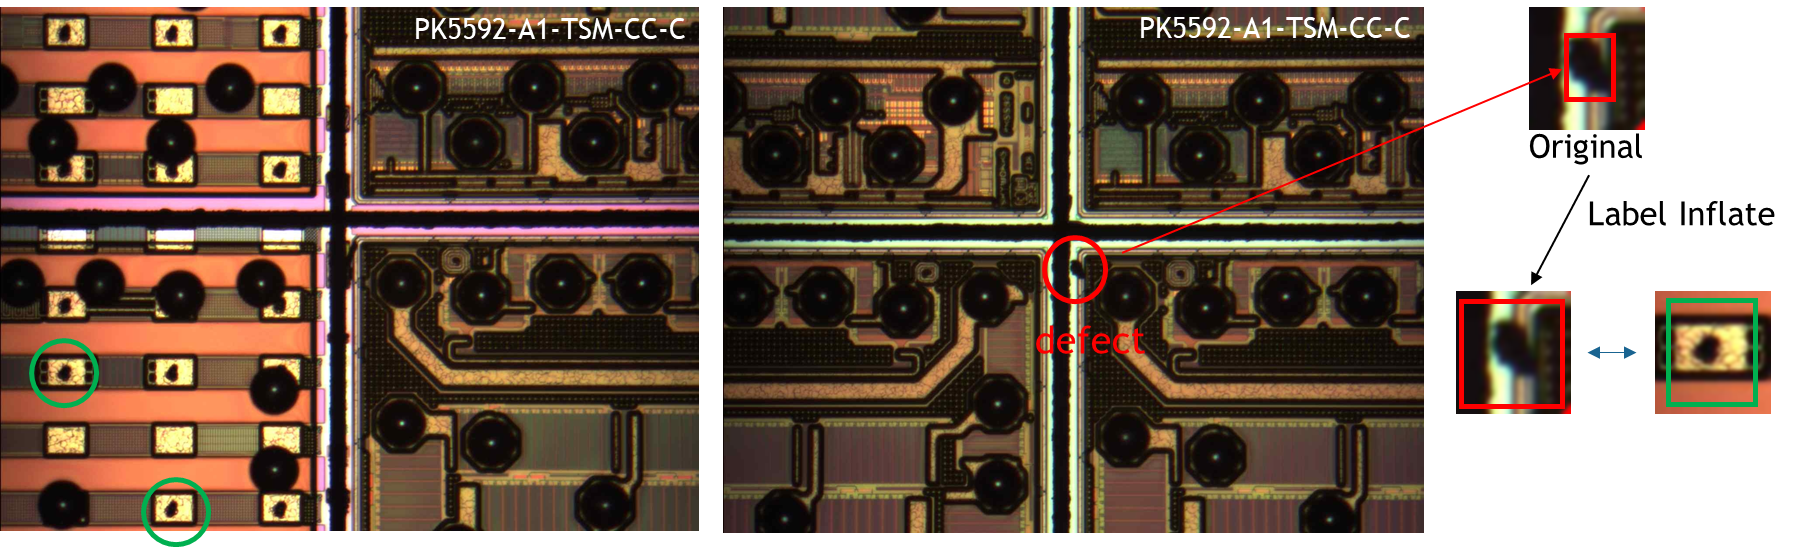 PK5592-A1-TSM-CC-C
PK5592-A1-TSM-CC-C
Original
Label Inflate
defect